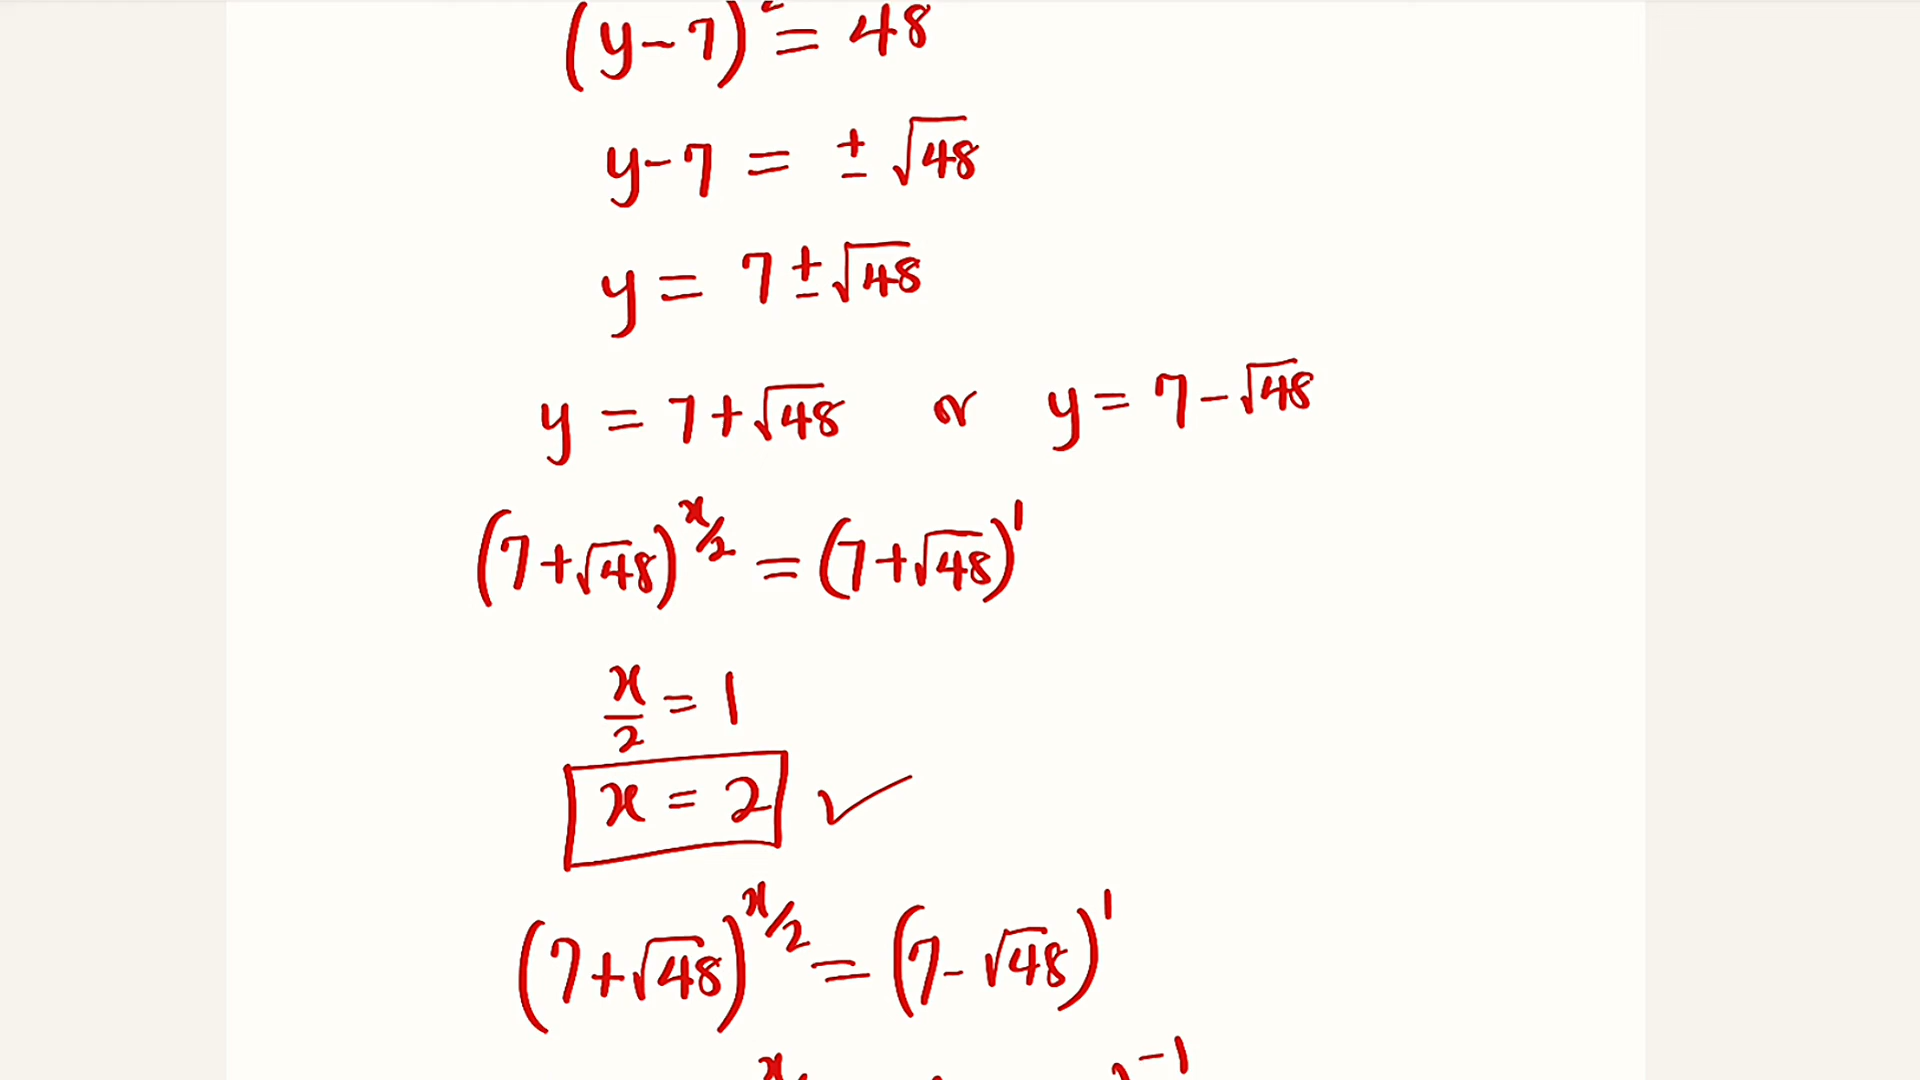 (y-7)² = 48
y-7 = ± √48
y = 7 ± √48
y = 7+√48 or y = 7-√48
(7+√48)^x/2 = (7+√48)^1
x/2 = 1
x = 2 ✓
(7+√48)^x/2 = (7-√48)^1